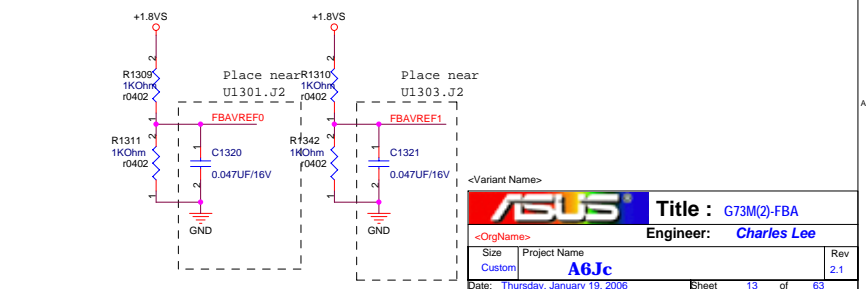 +1.8VS
2
R1309
1KOhm
r0402
1
Place near
U1301.J2
FBAVREF0
2
R1311
1KOhm
r0402
1
1
C1320
0.047UF/16V
2
GND
+1.8VS
2
R1310
1KOhm
r0402
1
Place near
U1303.J2
FBAVREF1
2
R1342
1KOhm
r0402
1
1
C1321
0.047UF/16V
2
GND
A
<Variant Name>
ASUS®
Title : G73M(2)-FBA
<OrgName>
Engineer: Charles Lee
Size Project Name Rev
Custom A6Jc 2.1
Date: Thursday, January 19, 2006 Sheet 13 of 63